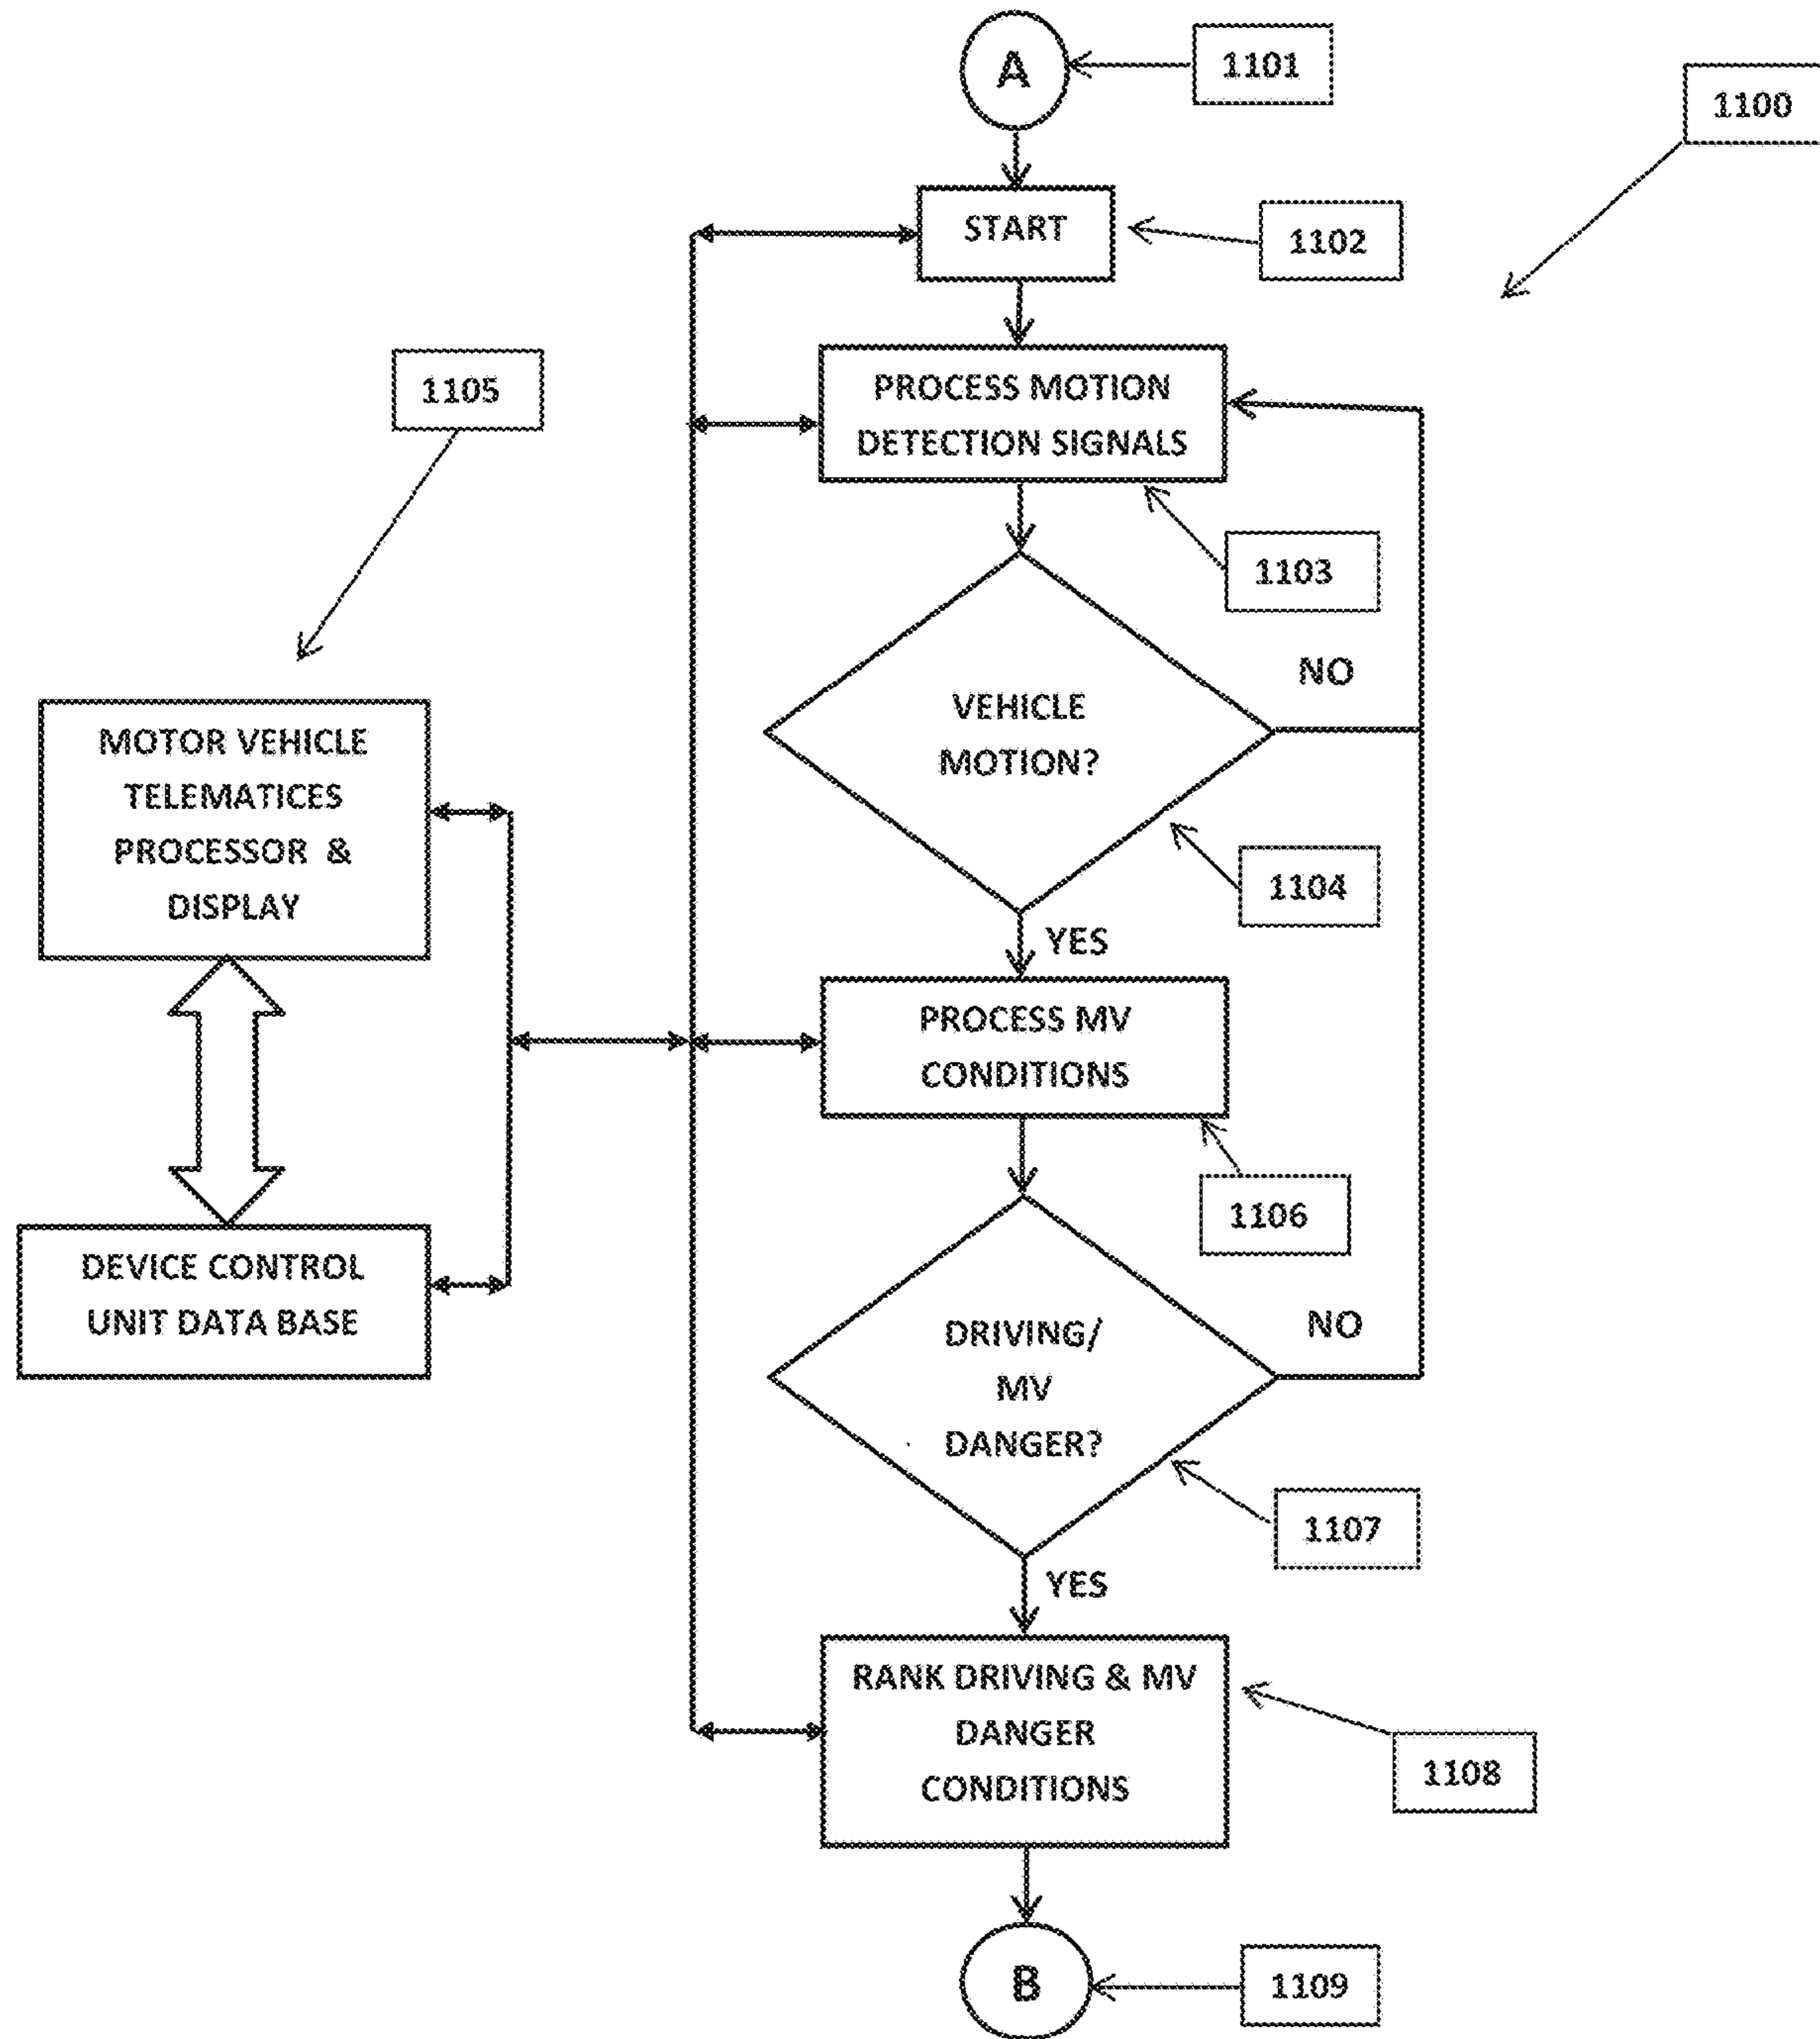 A
1101
1100
START
1102
PROCESS MOTION
DETECTION SIGNALS
1105
1103
VEHICLE
MOTION?
NO
MOTOR VEHICLE
TELEMATICES
PROCESSOR &
DISPLAY
1104
YES
PROCESS MV
CONDITIONS
1106
DEVICE CONTROL
UNIT DATA BASE
DRIVING/
MV
DANGER?
NO
1107
YES
RANK DRIVING & MV
DANGER
CONDITIONS
1108
B
1109